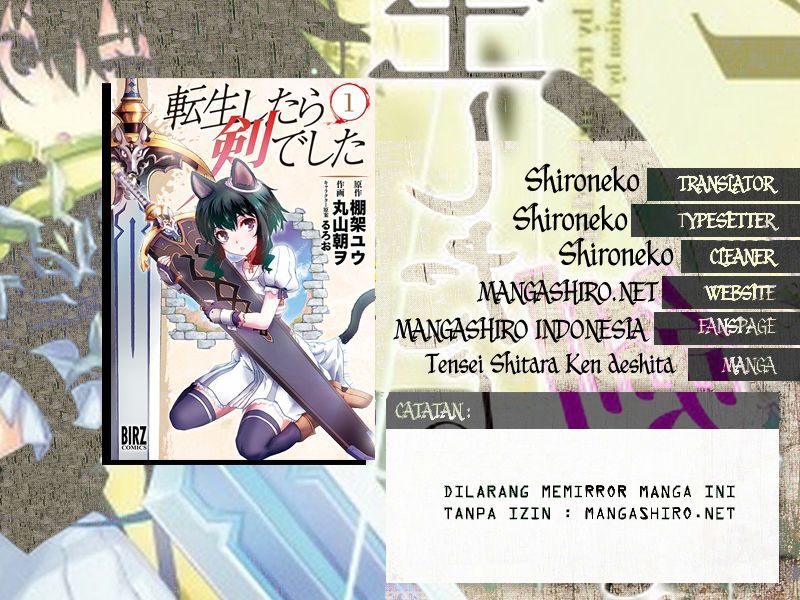 転生したら
剣でした
1
原作 棚架ユウ
作画 丸山朝ヲ
キャラクター原案 るろお
BIRZ
COMICS
Shironeko TRANSLATOR
Shironeko TYPESETTER
Shironeko CLEANER
MANGASHIRO.NET WEBSITE
MANGASHIRO INDONESIA FANSPAGE
Tensei Shitara Ken deshita MANGA
CATATAN :
DILARANG MEMIRROR MANGA INI
TANPA IZIN : MANGASHIRO.NET